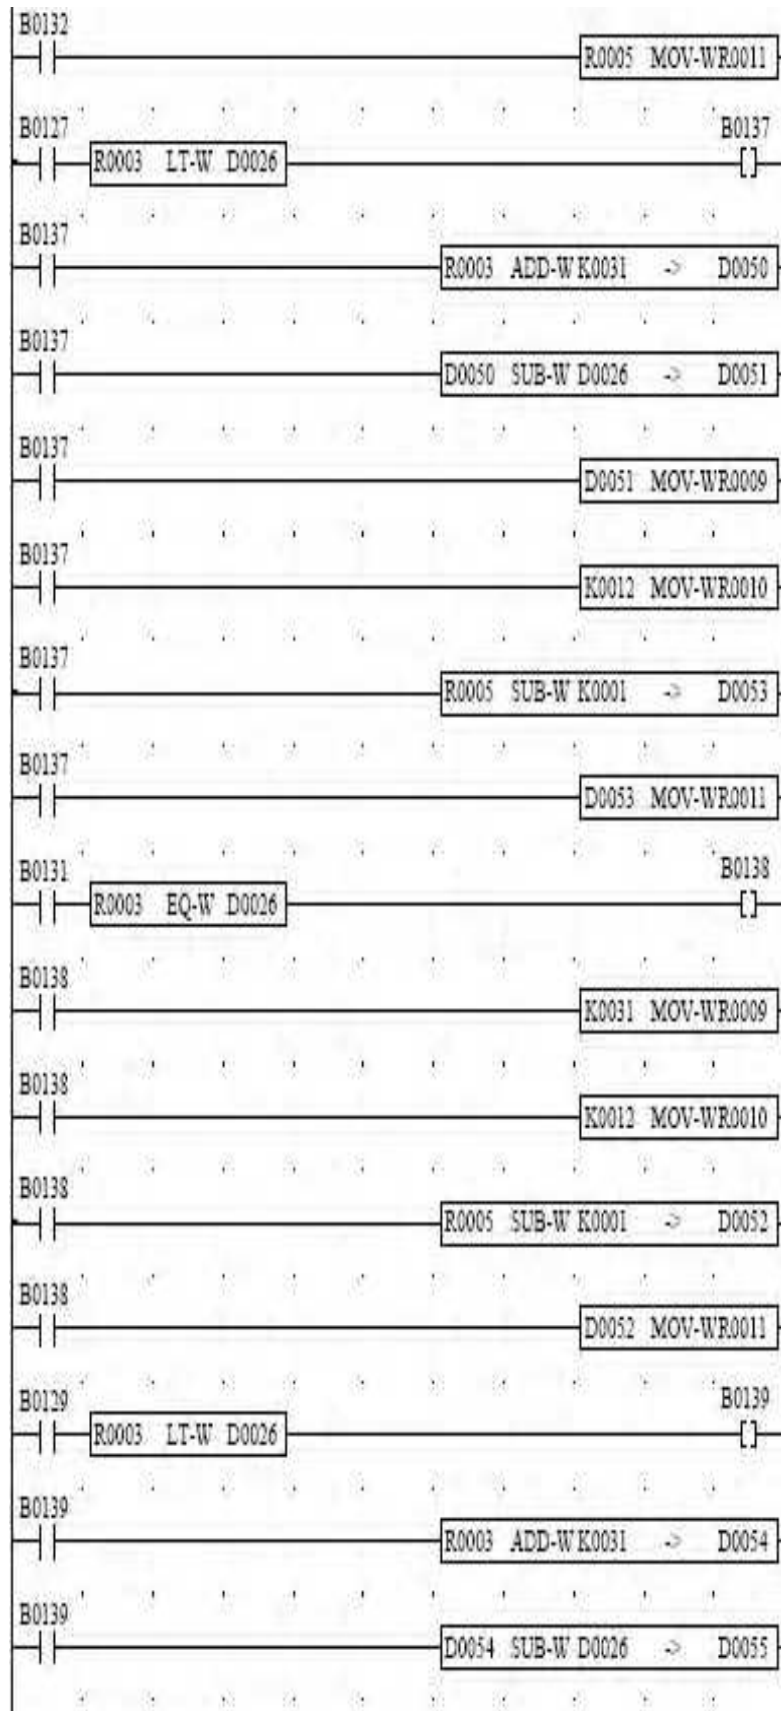 B0132
R0005 MOV-WR0011
B0127 B0137
R0003 LT-W D0026
B0137
R0003 ADD-W K0031 -> D0050
B0137
D0050 SUB-W D0026 -> D0051
B0137
D0051 MOV-WR0009
B0137
K0012 MOV-WR0010
B0137
R0005 SUB-W K0001 -> D0053
B0137
D0053 MOV-WR0011
B0131 B0138
R0003 EQ-W D0026
B0138
K0031 MOV-WR0009
B0138
K0012 MOV-WR0010
B0138
R0005 SUB-W K0001 -> D0052
B0138
D0052 MOV-WR0011
B0129 B0139
R0003 LT-W D0026
B0139
R0003 ADD-W K0031 -> D0054
B0139
D0054 SUB-W D0026 -> D0055